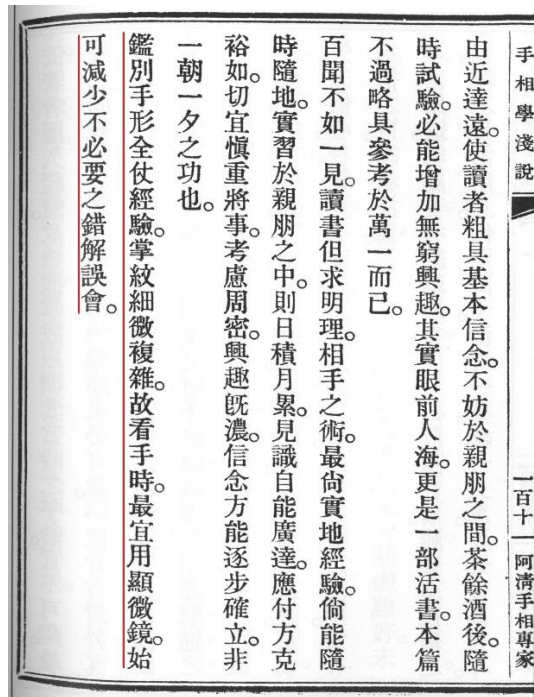 手相學淺說
一百十一
阿清手相專家
由近達遠。使讀者粗具基本信念。不妨於親朋之間。茶餘酒後。隨
時試驗。必能增加無窮興趣。其實眼前人海。更是一部活書。本篇
不過略具參考於萬一而已。
百聞不如一見。讀書但求明理。相手之術。最尙實地經驗。倘能隨
時隨地。實習於親朋之中。則日積月累。見識自能廣達。應付方克
裕如。切宜愼重將事。考慮周密。興趣旣濃。信念方能逐步確立。非
一朝一夕之功也。
鑑別手形全仗經驗。掌紋細微複雜。故看手時。最宜用顯微鏡。始
可減少不必要之錯解誤會。